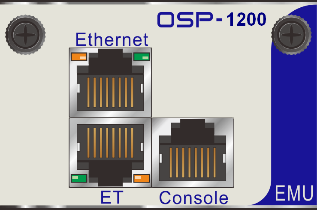 OSP-1200
Ethernet
ET
Console
EMU